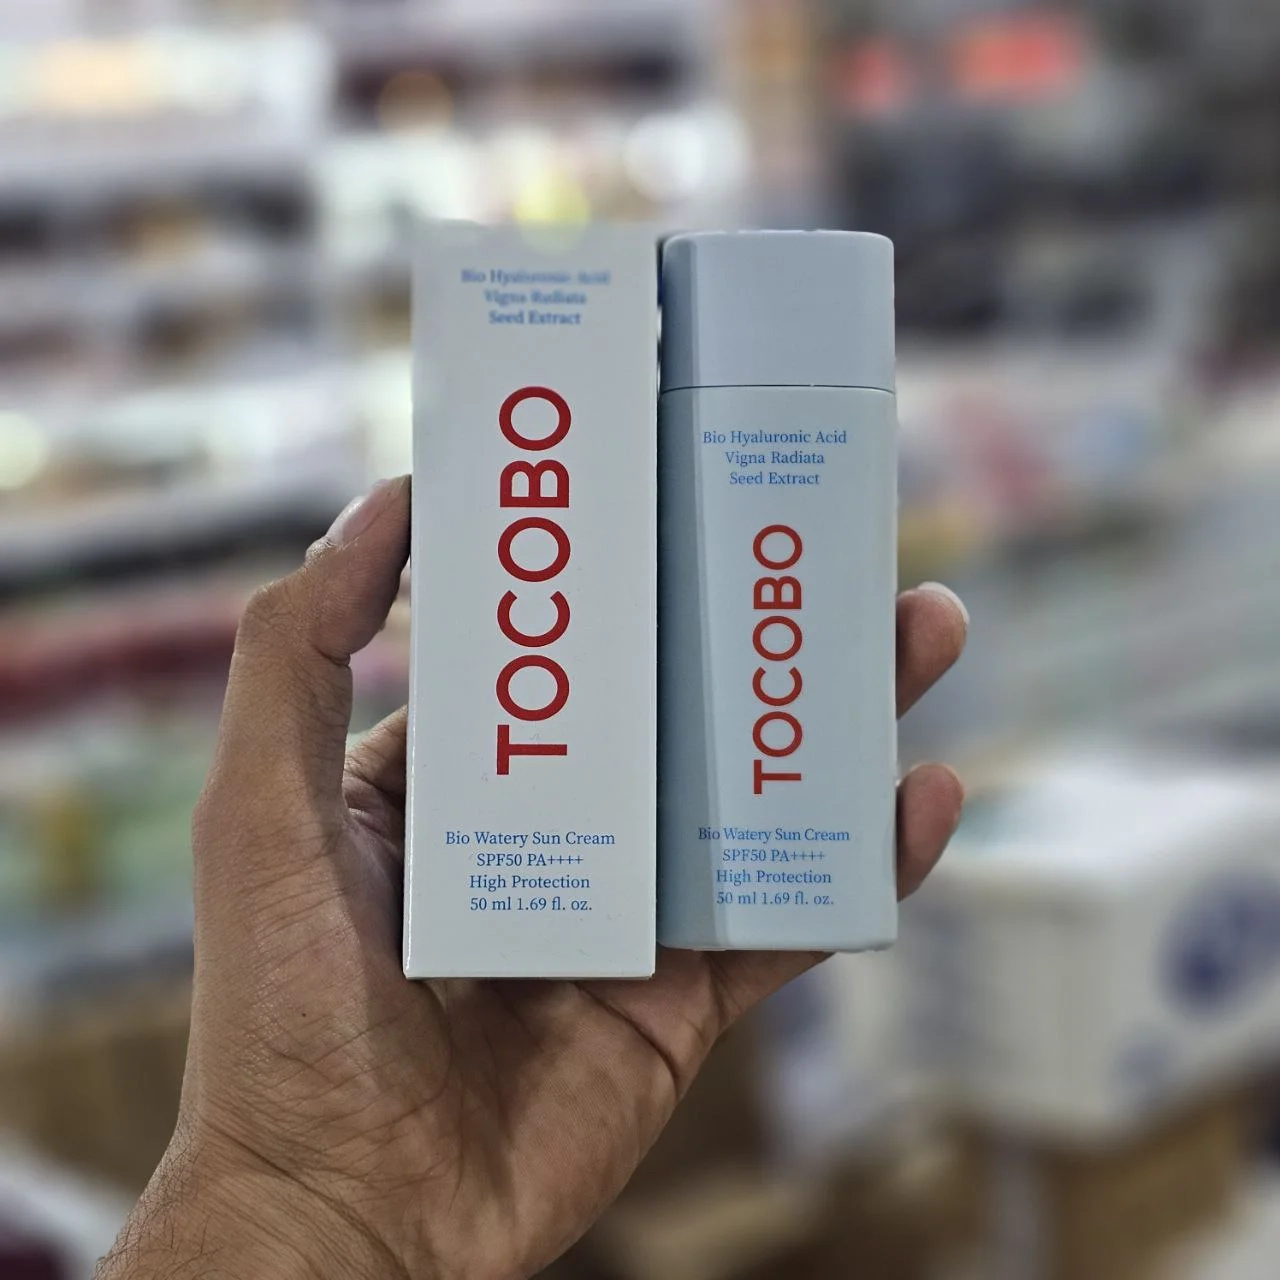 Bio Hyaluronic Acid
Vigna Radiata
Seed Extract
TOCOBO
Bio Watery Sun Cream
SPF50 PA++++
High Protection
50 ml 1.69 fl. oz.
Bio Hyaluronic Acid
Vigna Radiata
Seed Extract
TOCOBO
Bio Watery Sun Cream
SPF50 PA++++
High Protection
50 ml 1.69 fl. oz.